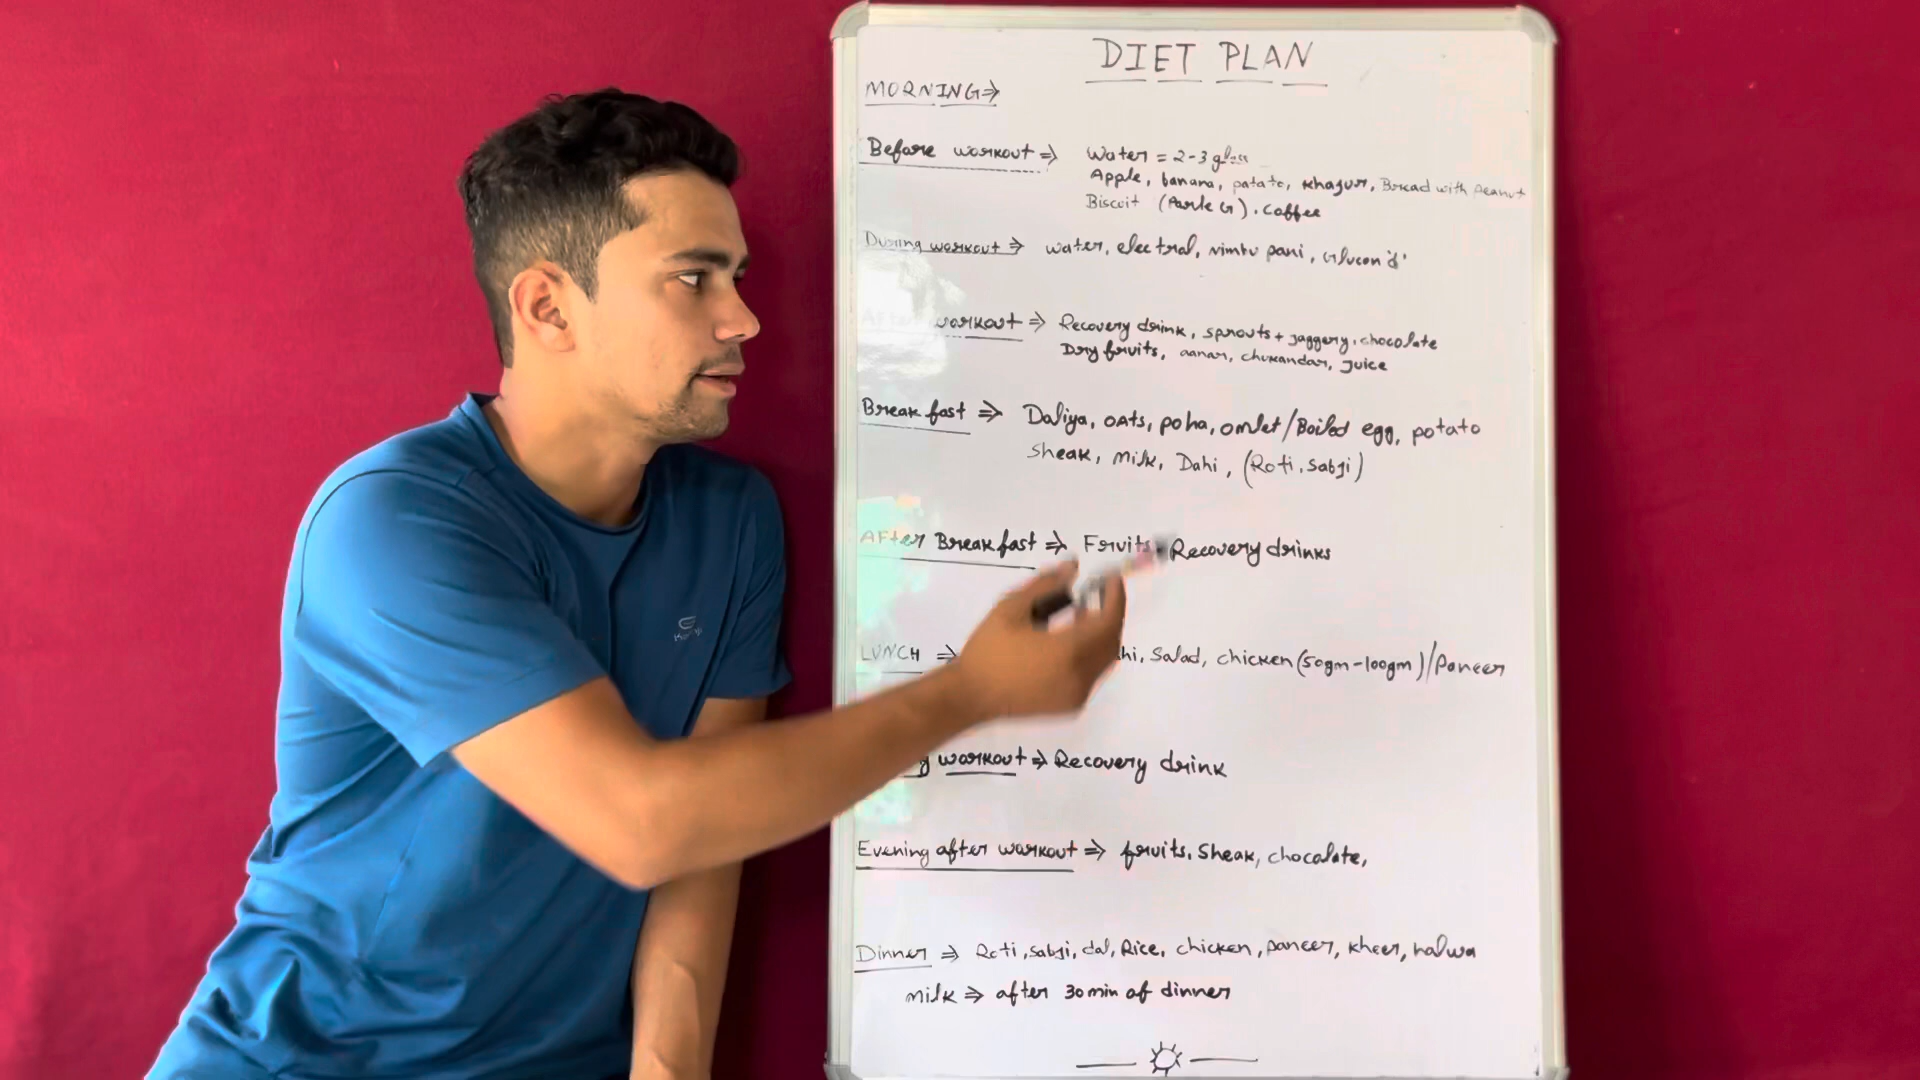 DIET PLAN
MORNING⇒
Before workout ⇒ Water = 2-3 glass
Apple, banana, patato, khajur, Bread with Peanut
Biscuit (Parle G), coffee
During workout ⇒ water, electral, nimbu pani, Glucon 'd'
After workout ⇒ Recovery drink, sprouts + jaggery, chocolate
Dry fruits, aanar, chukandar, Juice
Breakfast ⇒ Daliya, oats, poha, omlet/Boiled egg, potato
Sheak, milk, Dahi, (Roti, Sabji)
After Breakfast ⇒ Fruits, Recovery drinks
LUNCH ⇒ Salad, chicken (50gm-100gm)/Paneer
workout ⇒ Recovery drink
Evening after workout ⇒ fruits, Sheak, chocolate,
Dinner ⇒ Roti, sabji, dal, Rice, chicken, paneer, kheer, halwa
milk ⇒ after 30 min of dinner